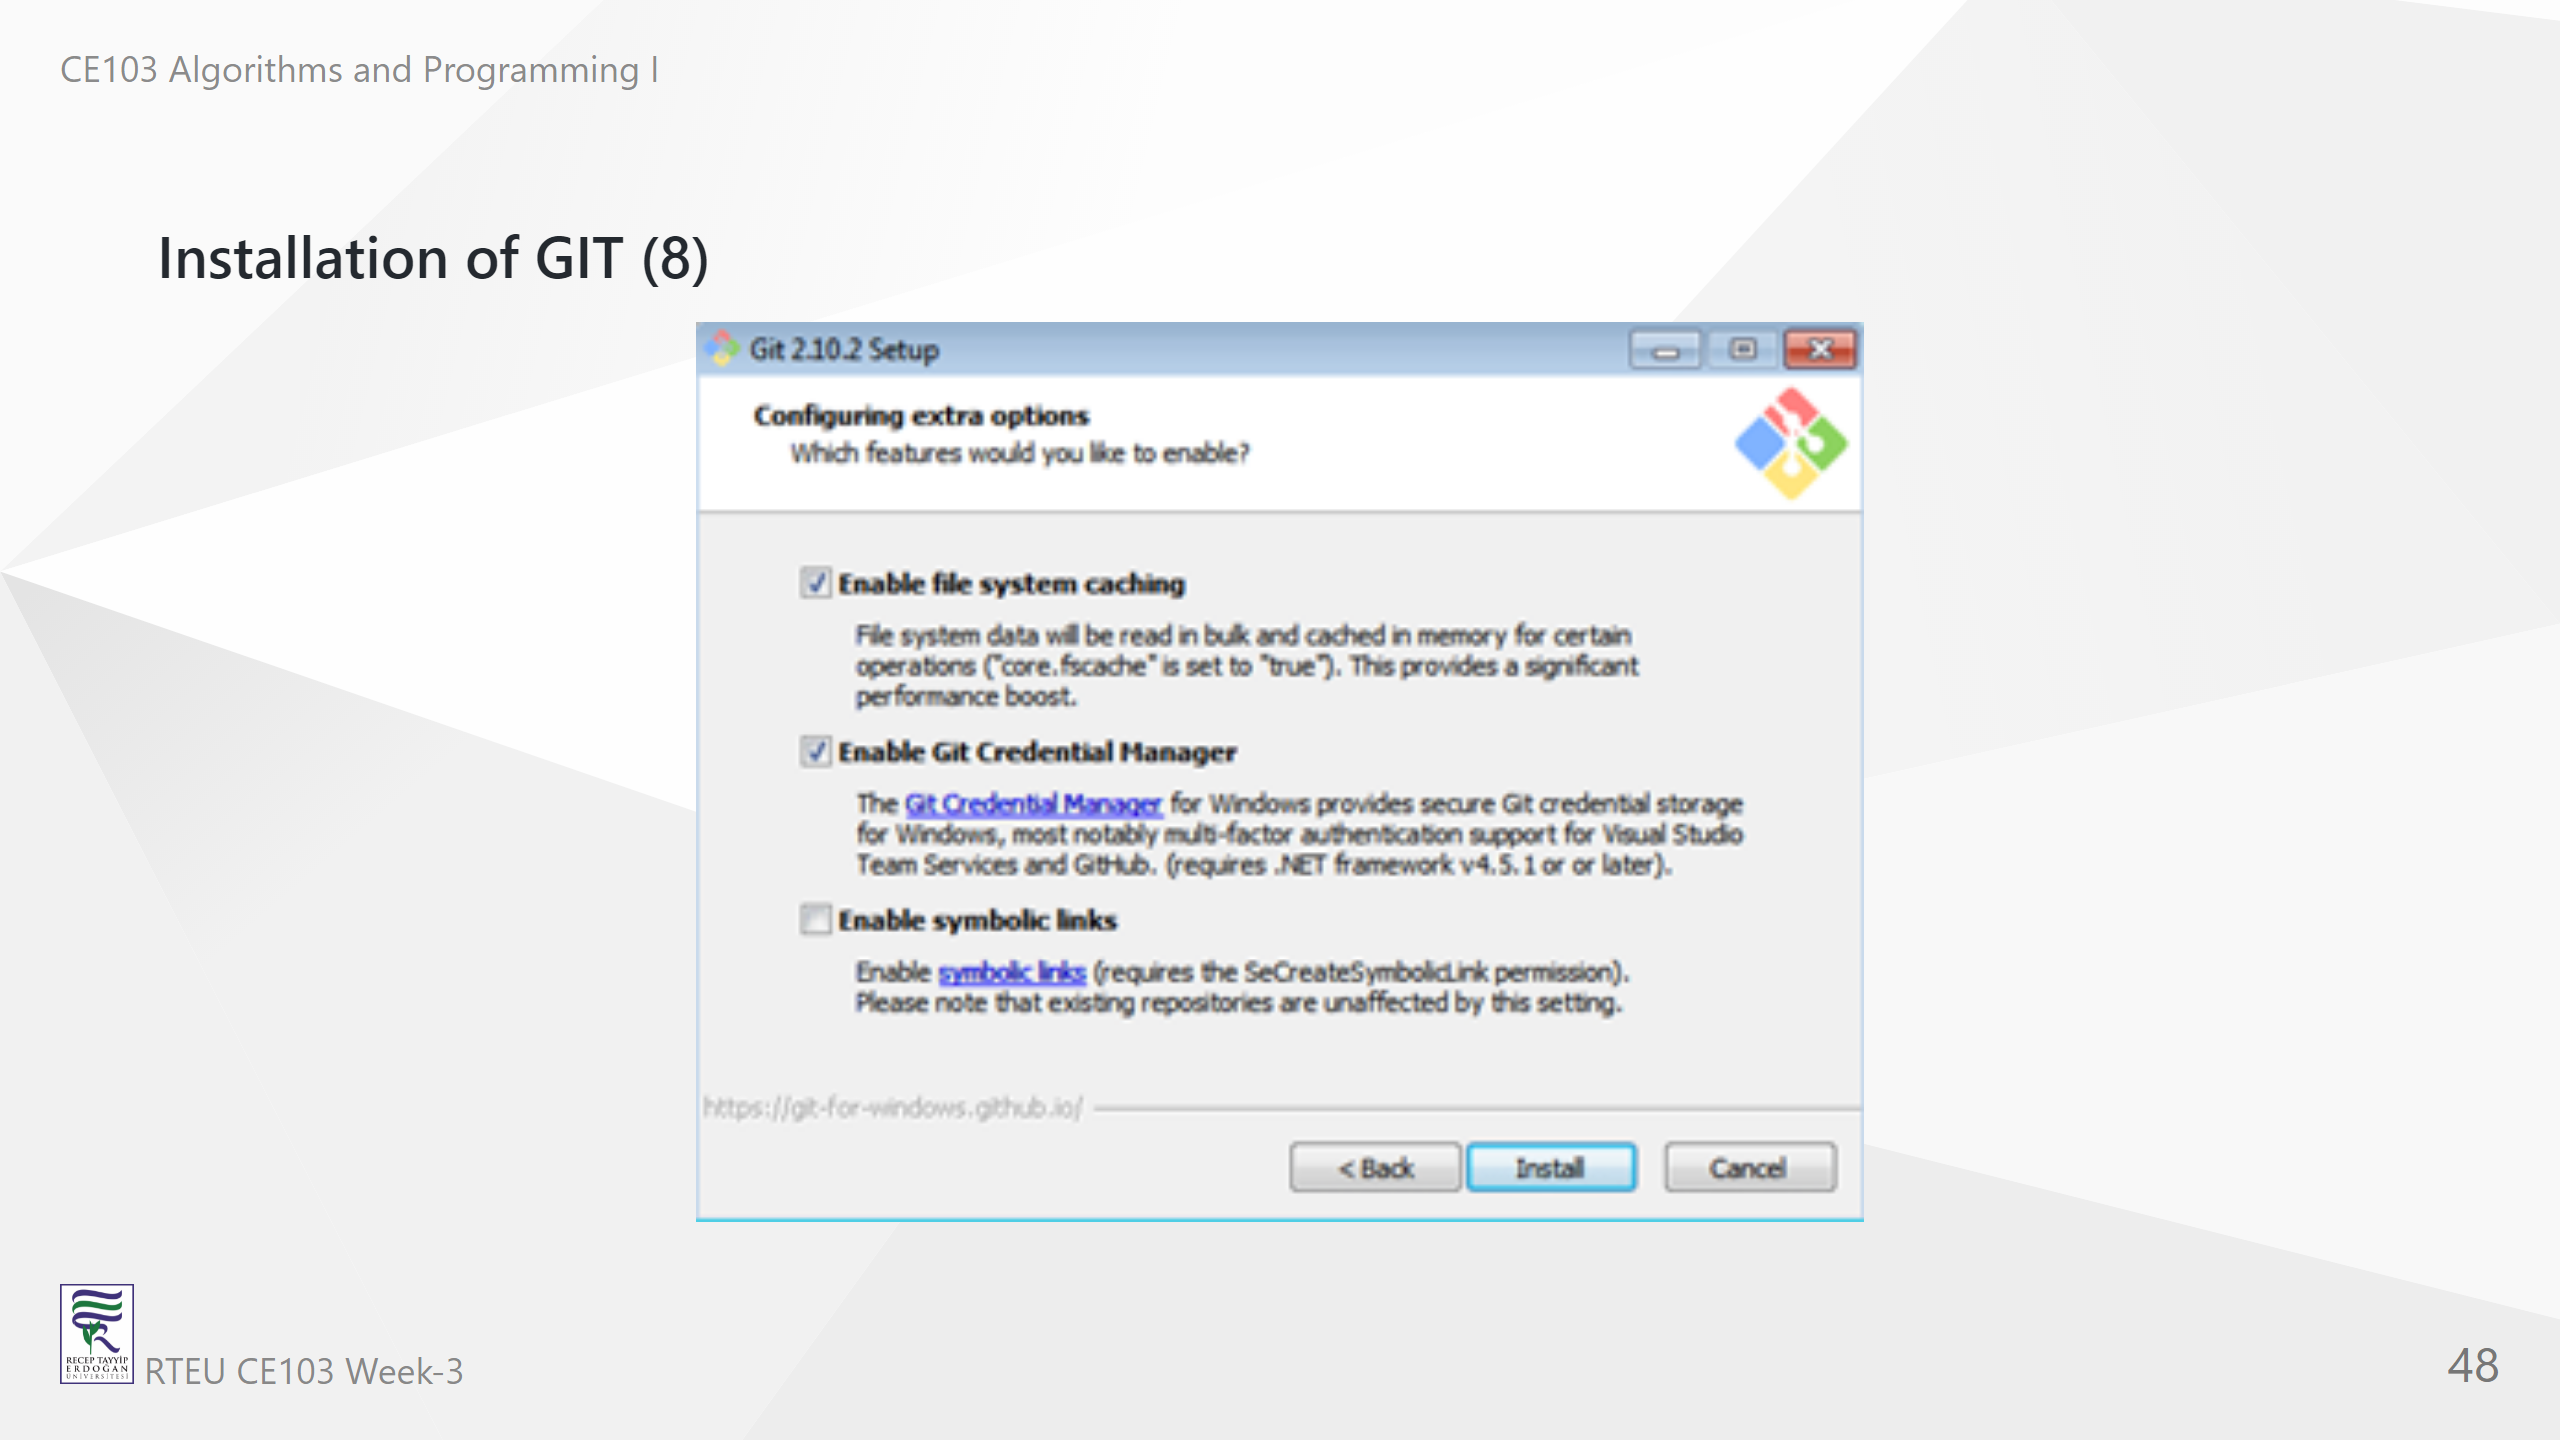 CE103 Algorithms and Programming I
Installation of GIT (8)
Git 2.10.2 Setup
Configuring extra options
Which features would you like to enable?
Enable file system caching
File system data will be read in bulk and cached in memory for certain
operations ("core.fscache" is set to "true"). This provides a significant
performance boost.
Enable Git Credential Manager
The Git Credential Manager for Windows provides secure Git credential storage
for Windows, most notably multi-factor authentication support for Visual Studio
Team Services and GitHub. (requires .NET framework v4.5.1 or or later).
Enable symbolic links
Enable symbolic links (requires the SeCreateSymbolicLink permission).
Please note that existing repositories are unaffected by this setting.
https://git-for-windows.github.io/
< Back Install Cancel
RECEP TAYYİP
ERDOĞAN
ÜNİVERSİTESİ
RTEU CE103 Week-3
48